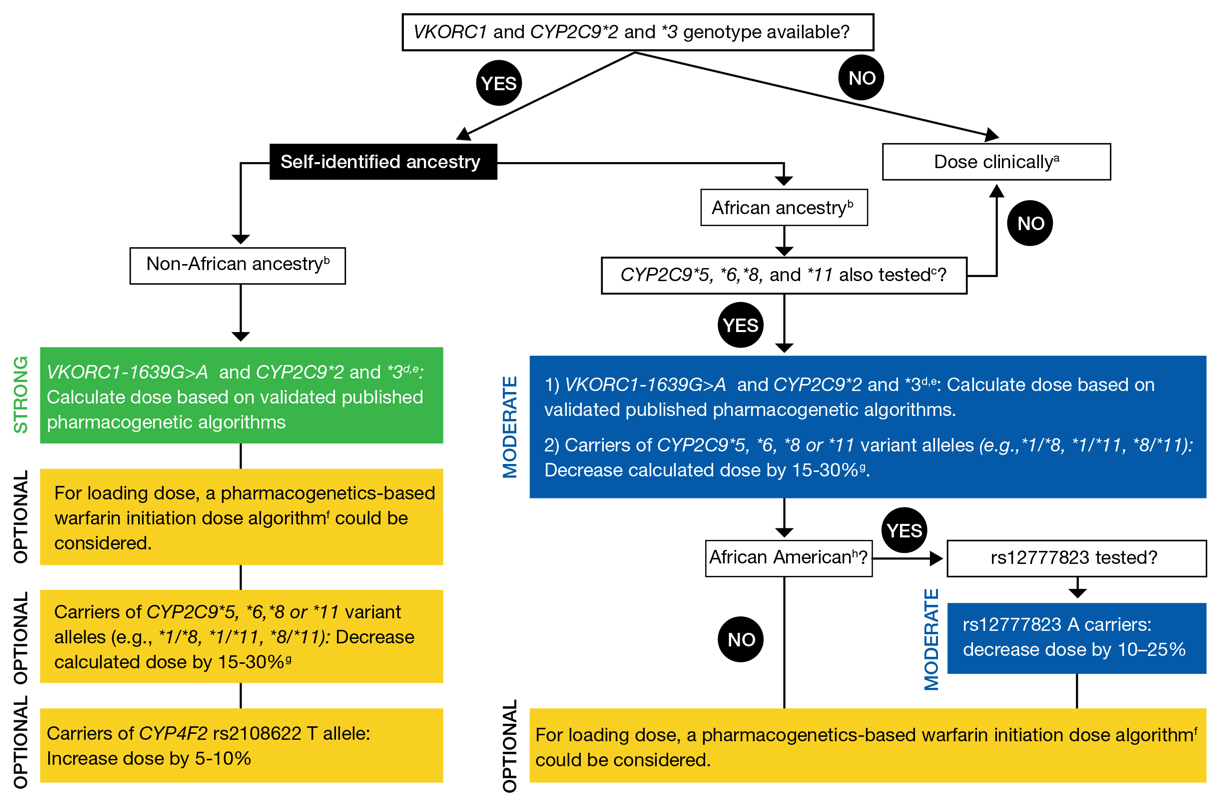 VKORC1 and CYP2C9*2 and *3 genotype available?
YES
NO
Self-identified ancestry
Dose clinicallyᵃ
African ancestryᵇ
NO
Non-African ancestryᵇ
CYP2C9*5, *6,*8, and *11 also testedᶜ?
YES
STRONG
VKORC1-1639G>A and CYP2C9*2 and *3ᵈ,ᵉ:
Calculate dose based on validated published
pharmacogenetic algorithms
MODERATE
1) VKORC1-1639G>A and CYP2C9*2 and *3ᵈ,ᵉ: Calculate dose based on
validated published pharmacogenetic algorithms.
2) Carriers of CYP2C9*5, *6, *8 or *11 variant alleles (e.g.,*1/*8, *1/*11, *8/*11):
Decrease calculated dose by 15-30%ᵍ.
OPTIONAL
For loading dose, a pharmacogenetics-based
warfarin initiation dose algorithmᶠ could be
considered.
African Americanʰ?
YES
rs12777823 tested?
OPTIONAL
Carriers of CYP2C9*5, *6,*8 or *11 variant
alleles (e.g., *1/*8, *1/*11, *8/*11): Decrease
calculated dose by 15-30%ᵍ
NO
MODERATE
rs12777823 A carriers:
decrease dose by 10–25%
OPTIONAL
Carriers of CYP4F2 rs2108622 T allele:
Increase dose by 5-10%
OPTIONAL
For loading dose, a pharmacogenetics-based warfarin initiation dose algorithmᶠ
could be considered.